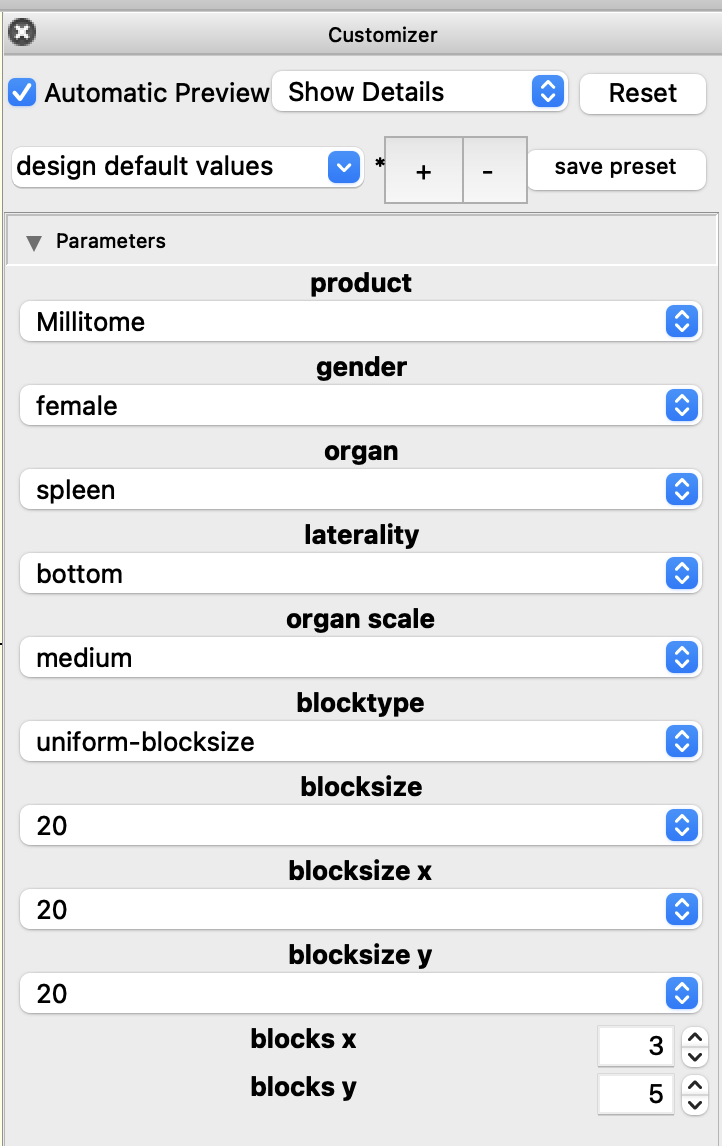 Customizer
Automatic Preview Show Details Reset
design default values * + - save preset
Parameters
product
Millitome
gender
female
organ
spleen
laterality
bottom
organ scale
medium
blocktype
uniform-blocksize
blocksize
20
blocksize x
20
blocksize y
20
blocks x 3
blocks y 5